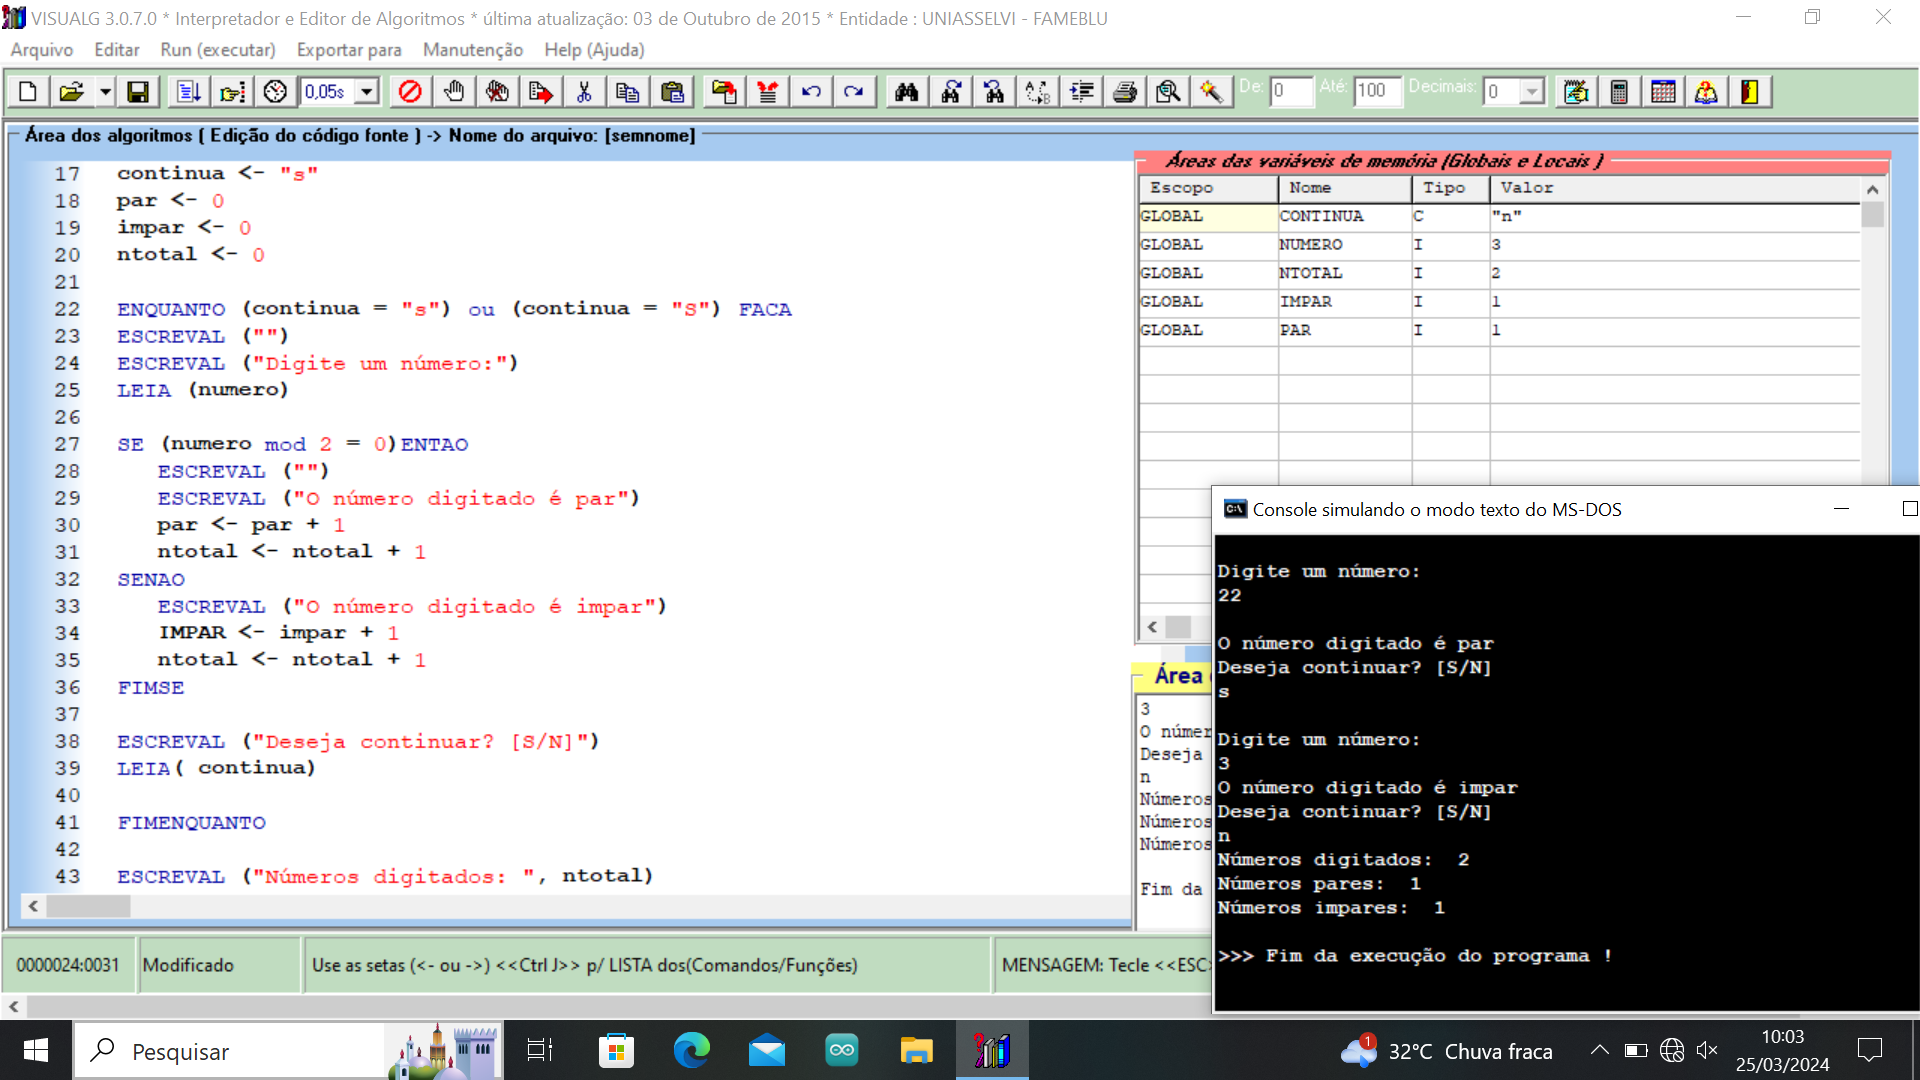 VISUALG 3.0.7.0 * Interpretador e Editor de Algoritmos * última atualização: 03 de Outubro de 2015 * Entidade : UNIASSELVI - FAMEBLU
Arquivo Editar Run (executar) Exportar para Manutenção Help (Ajuda)
0,05s De: 0 Até: 100 Decimais: 0
Área dos algoritmos ( Edição do código fonte ) -> Nome do arquivo: [semnome]
17 continua <- "s"
18 par <- 0
19 impar <- 0
20 ntotal <- 0
21
22 ENQUANTO (continua = "s") ou (continua = "S") FACA
23 ESCREVAL ("")
24 ESCREVAL ("Digite um número:")
25 LEIA (numero)
26
27 SE (numero mod 2 = 0)ENTAO
28 ESCREVAL ("")
29 ESCREVAL ("O número digitado é par")
30 par <- par + 1
31 ntotal <- ntotal + 1
32 SENAO
33 ESCREVAL ("O número digitado é impar")
34 IMPAR <- impar + 1
35 ntotal <- ntotal + 1
36 FIMSE
37
38 ESCREVAL ("Deseja continuar? [S/N]")
39 LEIA( continua)
40
41 FIMENQUANTO
42
43 ESCREVAL ("Números digitados: ", ntotal)
Áreas das variáveis de memória (Globais e Locais )
Escopo Nome Tipo Valor
GLOBAL CONTINUA C "n"
GLOBAL NUMERO I 3
GLOBAL NTOTAL I 2
GLOBAL IMPAR I 1
GLOBAL PAR I 1
Área
3
O númer
Deseja
n
Números
Números
Números
Fim da
Console simulando o modo texto do MS-DOS
Digite um número:
22
O número digitado é par
Deseja continuar? [S/N]
s
Digite um número:
3
O número digitado é impar
Deseja continuar? [S/N]
n
Números digitados: 2
Números pares: 1
Números impares: 1
>>> Fim da execução do programa !
0000024:0031 Modificado Use as setas (<- ou ->) <<Ctrl J>> p/ LISTA dos(Comandos/Funções) MENSAGEM: Tecle <<ESC>
Pesquisar
1
32°C Chuva fraca
10:03
25/03/2024